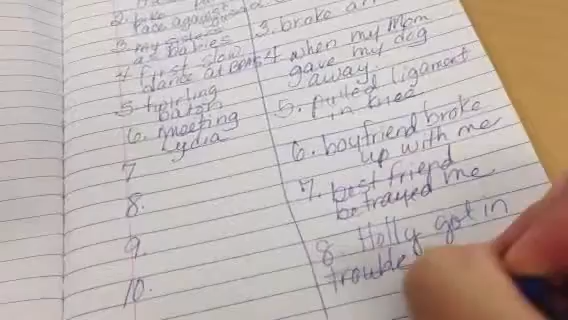 2.
race against
3. my sisters
as babies
4. first slow
dance at
5. twirling
baton
6. meeting
Lydia
7
8.
9.
10.
3. broke
4 when my Mom
gave my dog
away.
5. pulled ligament
in knee
6. boyfriend broke
up with me
7. best friend
betrayed me
8 Holly got in
trouble